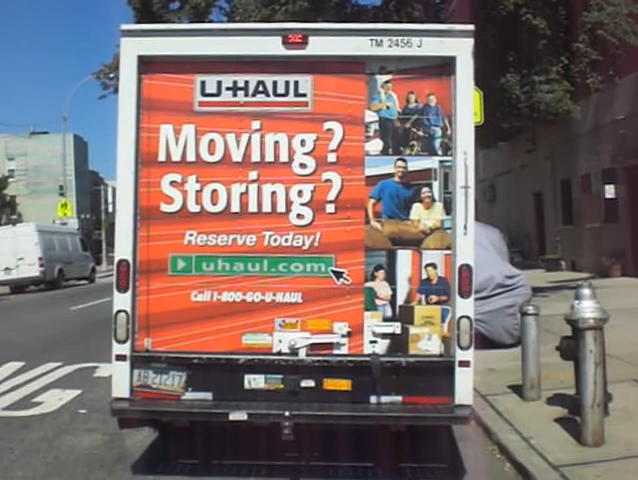 TM 2456 J
U-HAUL
Moving?
Storing?
Reserve Today!
uhaul.com
Call 1-800-GO-U-HAUL